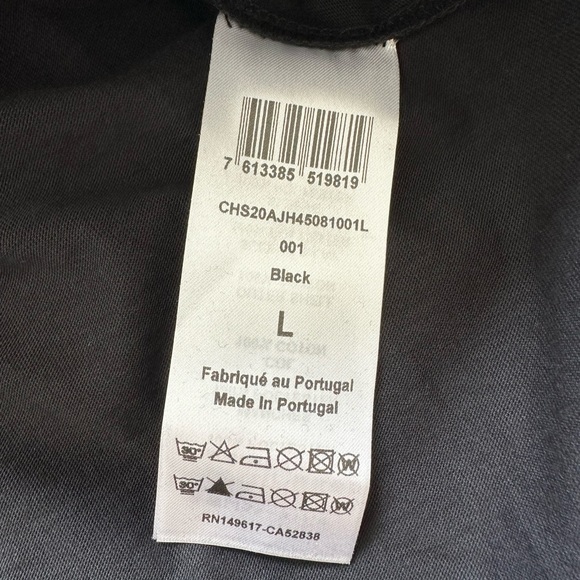 7 613385 519819
CHS20AJH45081001L
001
Black
L
Fabriqué au Portugal
Made in Portugal
30°
30°
RN149617-CA52838